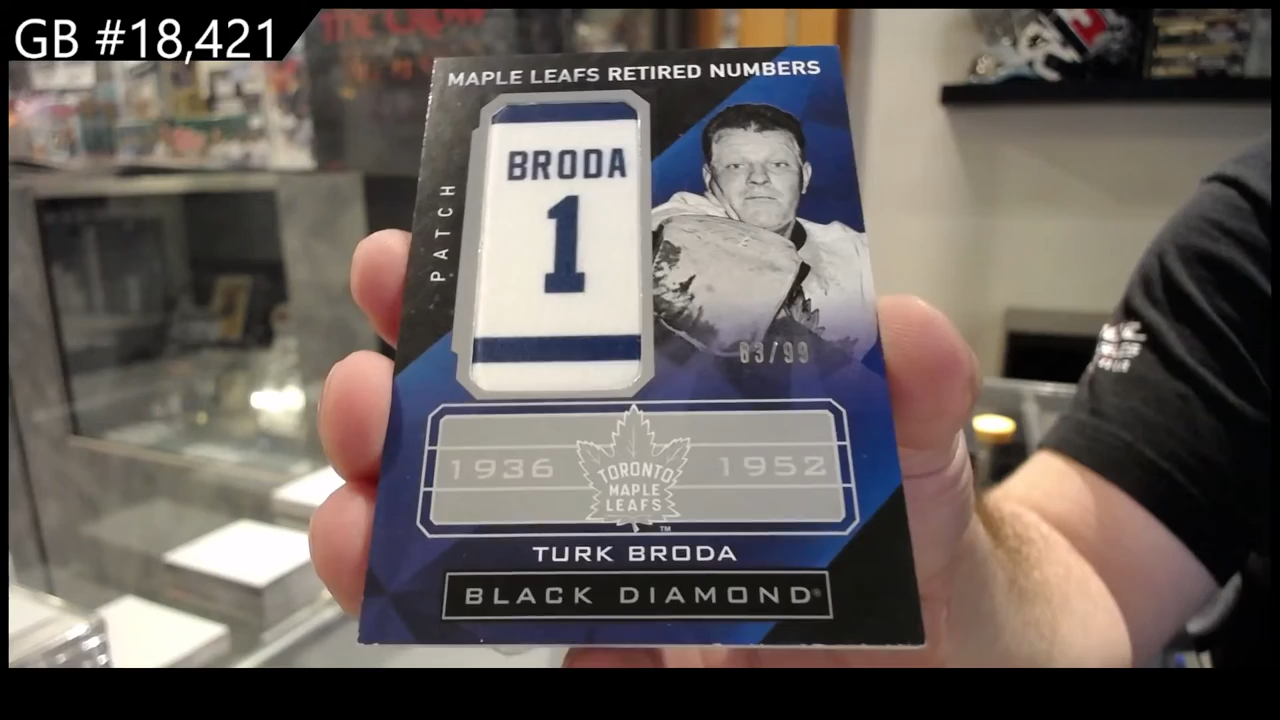 GB #18,421
MAPLE LEAFS RETIRED NUMBERS
PATCH
BRODA
1
63/99
1936
TORONTO
MAPLE
LEAFS
TM
1952
TURK BRODA
BLACK DIAMOND®